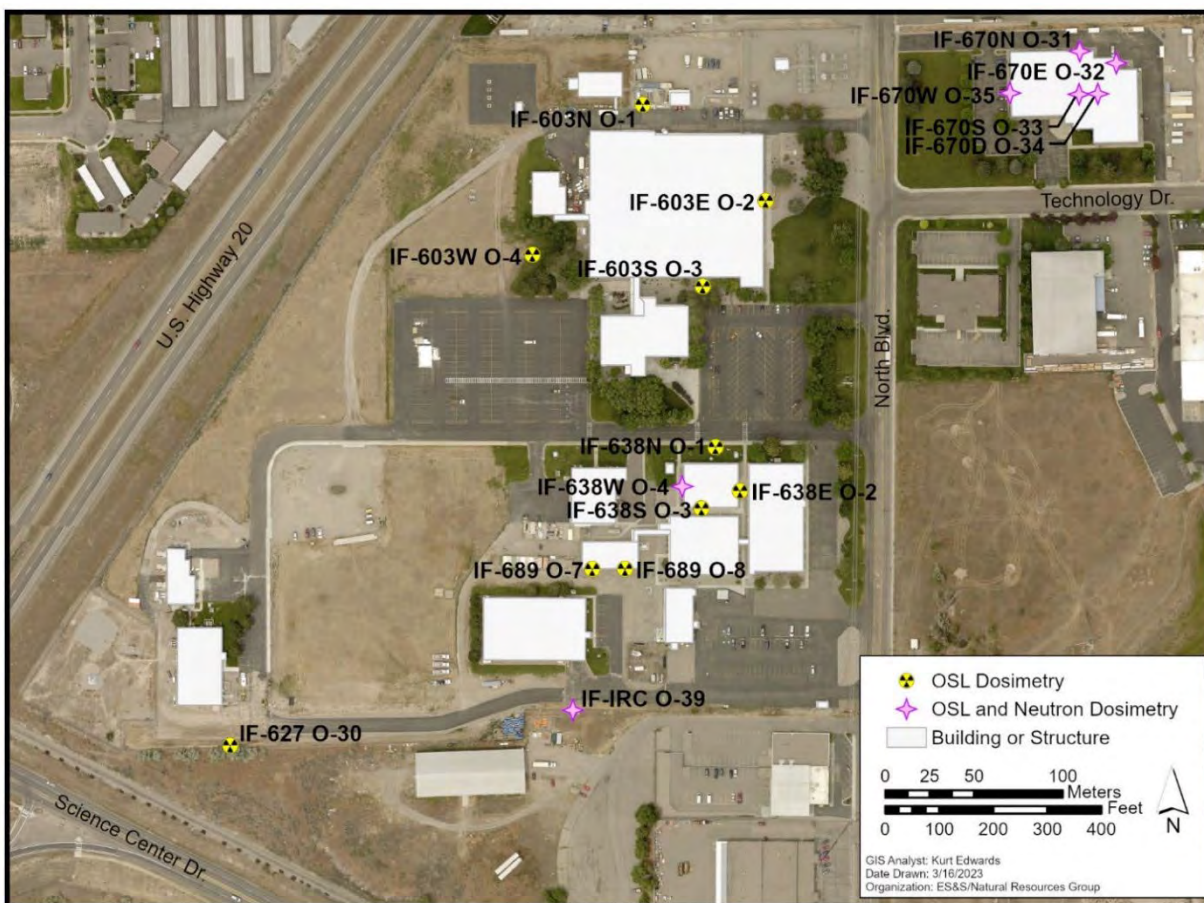 IF-670N O-31
IF-670E O-32
IF-670W O-35
IF-670S O-33
IF-670D O-34
IF-603N O-1
IF-603E O-2
Technology Dr.
IF-603W O-4
IF-603S O-3
U.S. Highway 20
North Blvd.
IF-638N O-1
IF-638W O-4
IF-638E O-2
IF-638S O-3
IF-689 O-7
IF-689 O-8
IF-IRC O-39
IF-627 O-30
Science Center Dr.
OSL Dosimetry
OSL and Neutron Dosimetry
Building or Structure
0 25 50 100
Meters
Feet
0 100 200 300 400
N
GIS Analyst: Kurt Edwards
Date Drawn: 3/16/2023
Organization: ES&S/Natural Resources Group